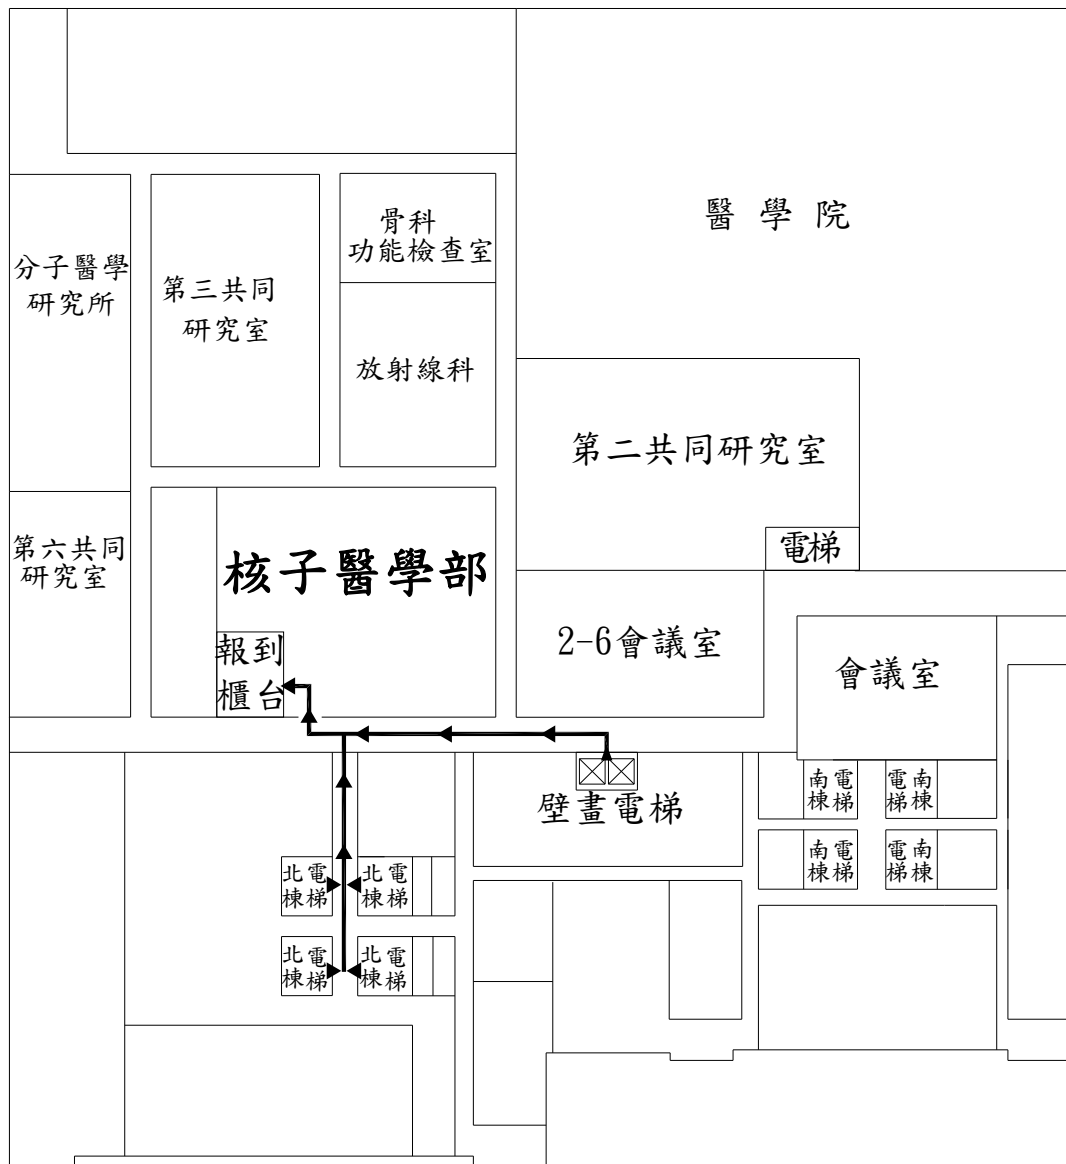 醫學院
骨科
功能檢查室
分子醫學
研究所
第三共同
研究室
放射線科
第二共同研究室
電梯
第六共同
研究室
核子醫學部
報到
櫃台
2-6會議室
會議室
壁畫電梯
南棟電梯
電梯南棟
南棟電梯
電梯南棟
北棟電梯
北棟電梯
北棟電梯
北棟電梯